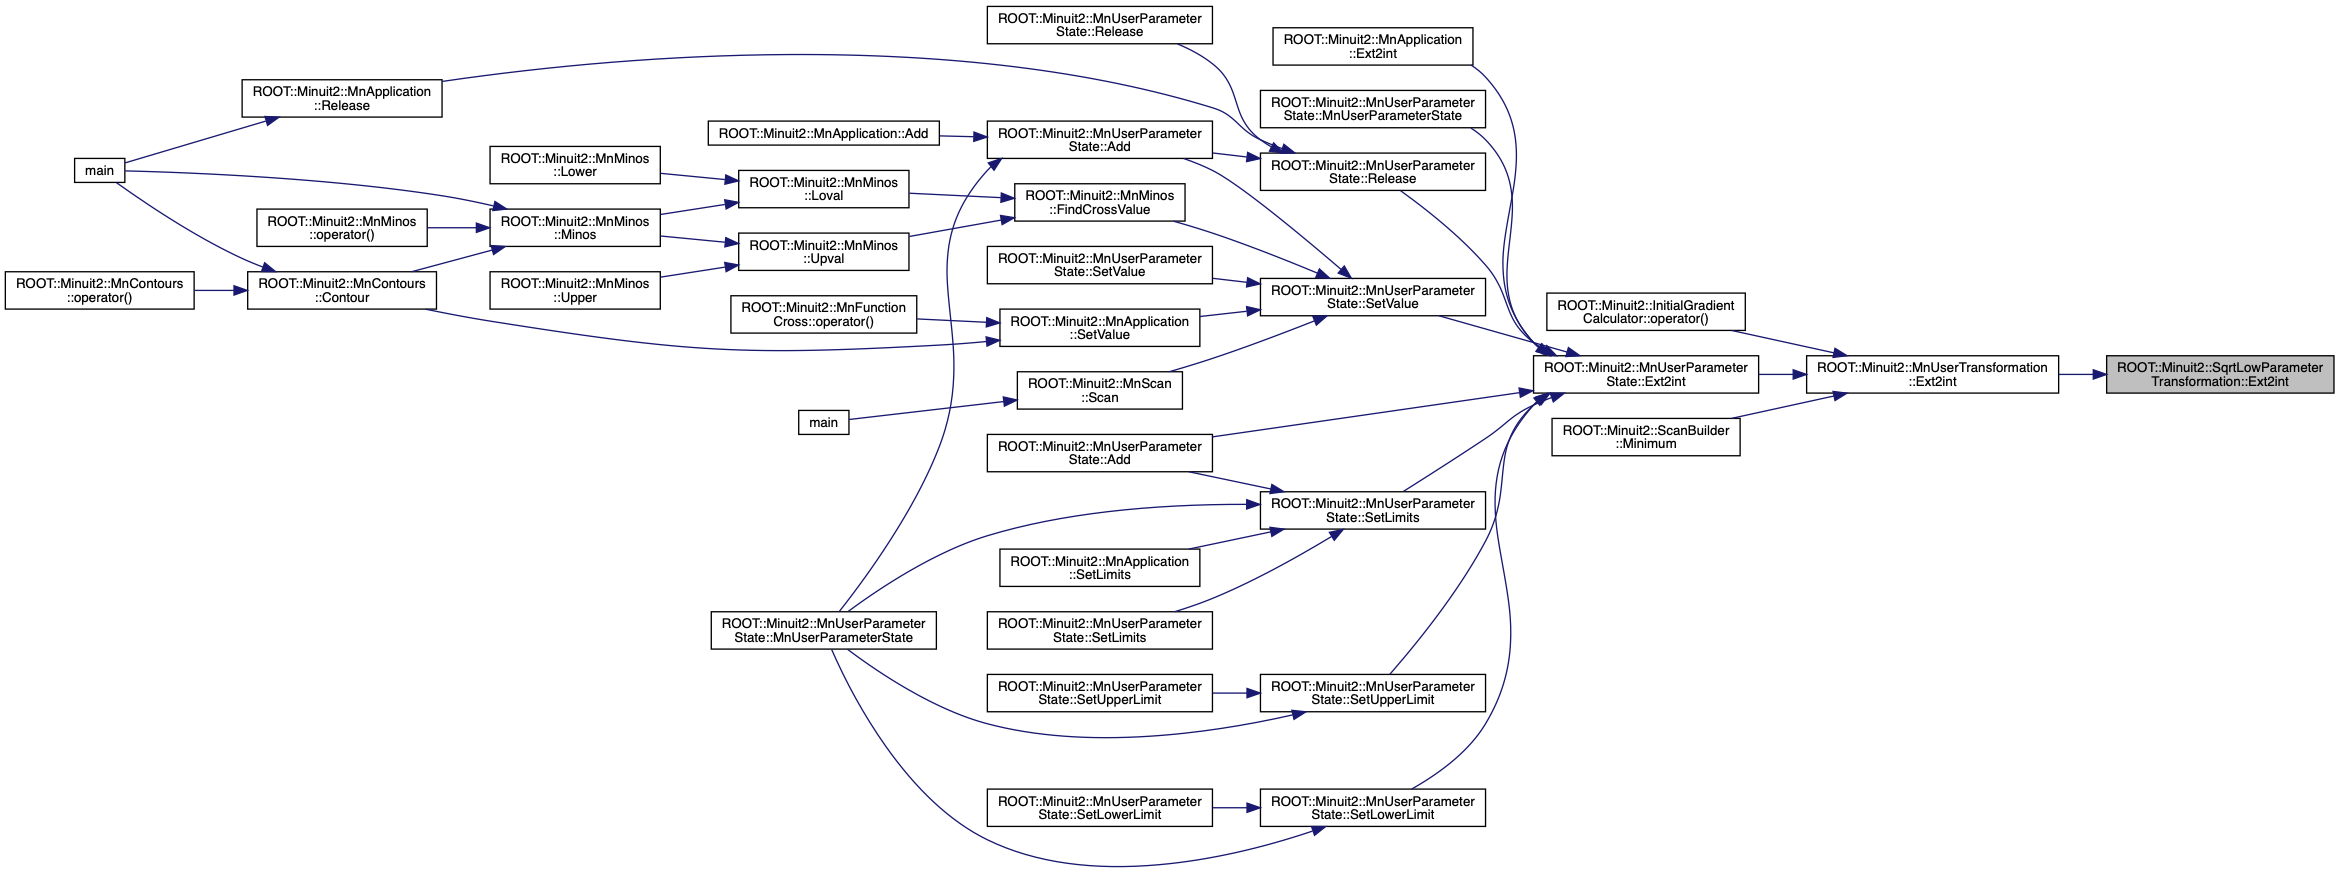 ROOT::Minuit2::MnUserParameter
State::Release
ROOT::Minuit2::MnApplication
::Ext2int
ROOT::Minuit2::MnApplication
::Release
ROOT::Minuit2::MnUserParameter
State::MnUserParameterState
ROOT::Minuit2::MnApplication::Add
ROOT::Minuit2::MnUserParameter
State::Add
main
ROOT::Minuit2::MnMinos
::Lower
ROOT::Minuit2::MnUserParameter
State::Release
ROOT::Minuit2::MnMinos
::Loval
ROOT::Minuit2::MnMinos
::FindCrossValue
ROOT::Minuit2::MnMinos
::operator()
ROOT::Minuit2::MnMinos
::Minos
ROOT::Minuit2::MnMinos
::Upval
ROOT::Minuit2::MnUserParameter
State::SetValue
ROOT::Minuit2::MnContours
::operator()
ROOT::Minuit2::MnContours
::Contour
ROOT::Minuit2::MnMinos
::Upper
ROOT::Minuit2::MnUserParameter
State::SetValue
ROOT::Minuit2::MnFunction
Cross::operator()
ROOT::Minuit2::MnApplication
::SetValue
ROOT::Minuit2::InitialGradient
Calculator::operator()
ROOT::Minuit2::MnUserParameter
State::Ext2int
ROOT::Minuit2::MnUserTransformation
::Ext2int
ROOT::Minuit2::SqrtLowParameter
Transformation::Ext2int
ROOT::Minuit2::MnScan
::Scan
main
ROOT::Minuit2::ScanBuilder
::Minimum
ROOT::Minuit2::MnUserParameter
State::Add
ROOT::Minuit2::MnUserParameter
State::SetLimits
ROOT::Minuit2::MnApplication
::SetLimits
ROOT::Minuit2::MnUserParameter
State::MnUserParameterState
ROOT::Minuit2::MnUserParameter
State::SetLimits
ROOT::Minuit2::MnUserParameter
State::SetUpperLimit
ROOT::Minuit2::MnUserParameter
State::SetUpperLimit
ROOT::Minuit2::MnUserParameter
State::SetLowerLimit
ROOT::Minuit2::MnUserParameter
State::SetLowerLimit